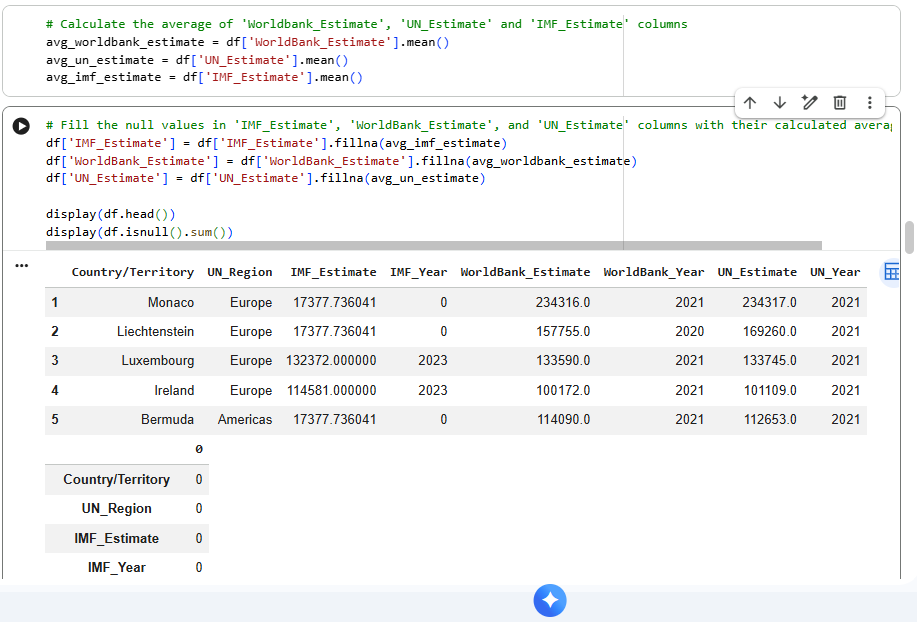 # Calculate the average of 'Worldbank_Estimate', 'UN_Estimate' and 'IMF_Estimate' columns
avg_worldbank_estimate = df['WorldBank_Estimate'].mean()
avg_un_estimate = df['UN_Estimate'].mean()
avg_imf_estimate = df['IMF_Estimate'].mean()
# Fill the null values in 'IMF_Estimate', 'WorldBank_Estimate', and 'UN_Estimate' columns with their calculated averag
df['IMF_Estimate'] = df['IMF_Estimate'].fillna(avg_imf_estimate)
df['WorldBank_Estimate'] = df['WorldBank_Estimate'].fillna(avg_worldbank_estimate)
df['UN_Estimate'] = df['UN_Estimate'].fillna(avg_un_estimate)
display(df.head())
display(df.isnull().sum())
Country/Territory UN_Region IMF_Estimate IMF_Year WorldBank_Estimate WorldBank_Year UN_Estimate UN_Year
1 Monaco Europe 17377.736041 0 234316.0 2021 234317.0 2021
2 Liechtenstein Europe 17377.736041 0 157755.0 2020 169260.0 2021
3 Luxembourg Europe 132372.000000 2023 133590.0 2021 133745.0 2021
4 Ireland Europe 114581.000000 2023 100172.0 2021 101109.0 2021
5 Bermuda Americas 17377.736041 0 114090.0 2021 112653.0 2021
0
Country/Territory 0
UN_Region 0
IMF_Estimate 0
IMF_Year 0